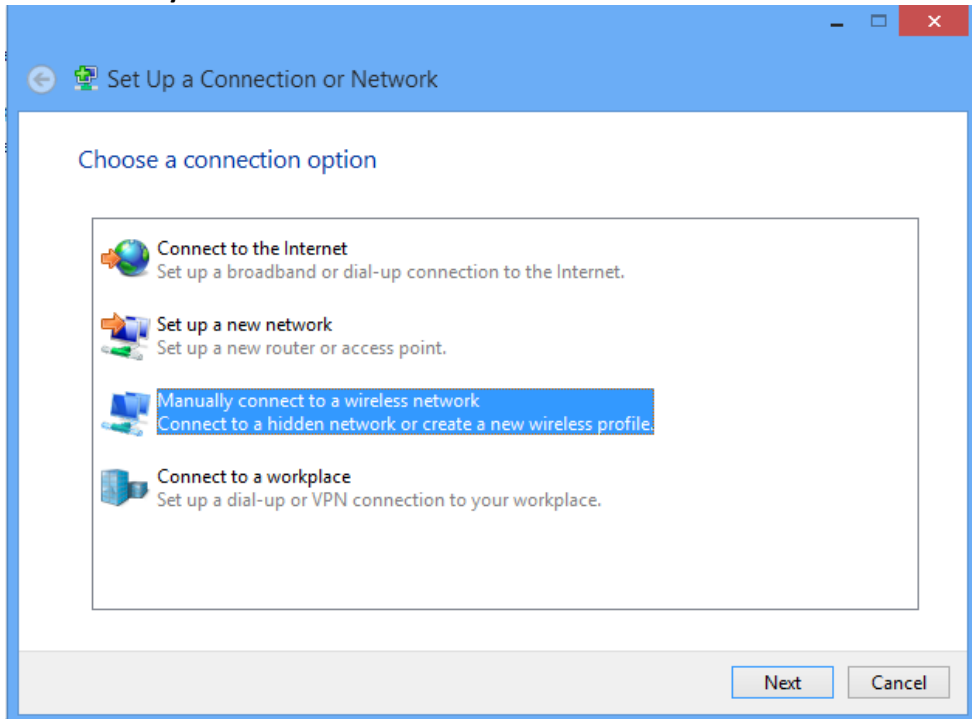 Set Up a Connection or Network
Choose a connection option
Connect to the Internet
Set up a broadband or dial-up connection to the Internet.
Set up a new network
Set up a new router or access point.
Manually connect to a wireless network
Connect to a hidden network or create a new wireless profile.
Connect to a workplace
Set up a dial-up or VPN connection to your workplace.
Next
Cancel